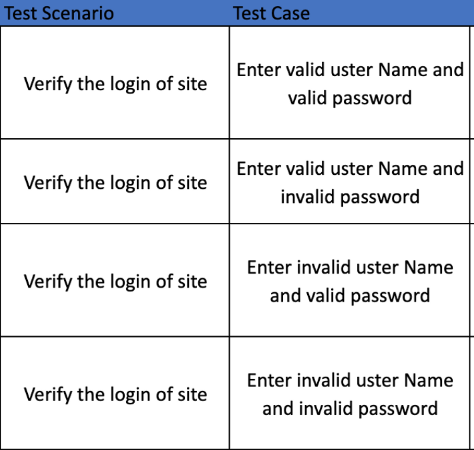 Test Scenario Test Case
Verify the login of site
Enter valid uster Name and
valid password
Verify the login of site
Enter valid uster Name and
invalid password
Verify the login of site
Enter invalid uster Name
and valid password
Verify the login of site
Enter invalid uster Name
and invalid password